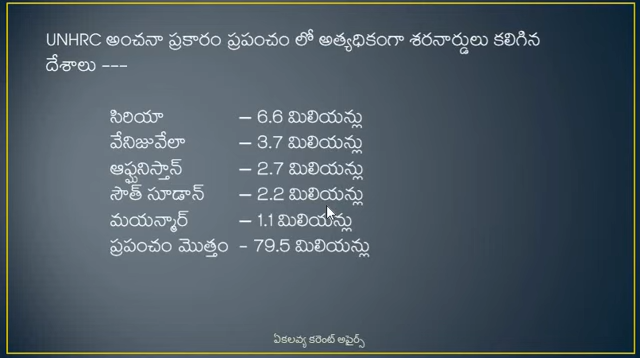 UNHRC అంచనా ప్రకారం ప్రపంచం లో అత్యధికంగా శరనార్డులు కలిగిన
దేశాలు ---
సిరియా – 6.6 మిలియన్లు
వేనిజువేలా – 3.7 మిలియన్లు
ఆఫ్ఘనిస్తాన్ – 2.7 మిలియన్లు
సౌత్ సూడాన్ – 2.2 మిలియన్లు
మయన్మార్ – 1.1 మిలియన్లు
ప్రపంచం మొత్తం - 79.5 మిలియన్లు
ఏకలవ్య కరెంట్ అఫైర్స్